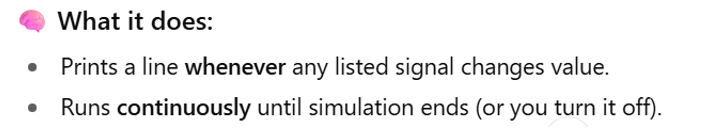 What it does:
Prints a line whenever any listed signal changes value.
Runs continuously until simulation ends (or you turn it off).